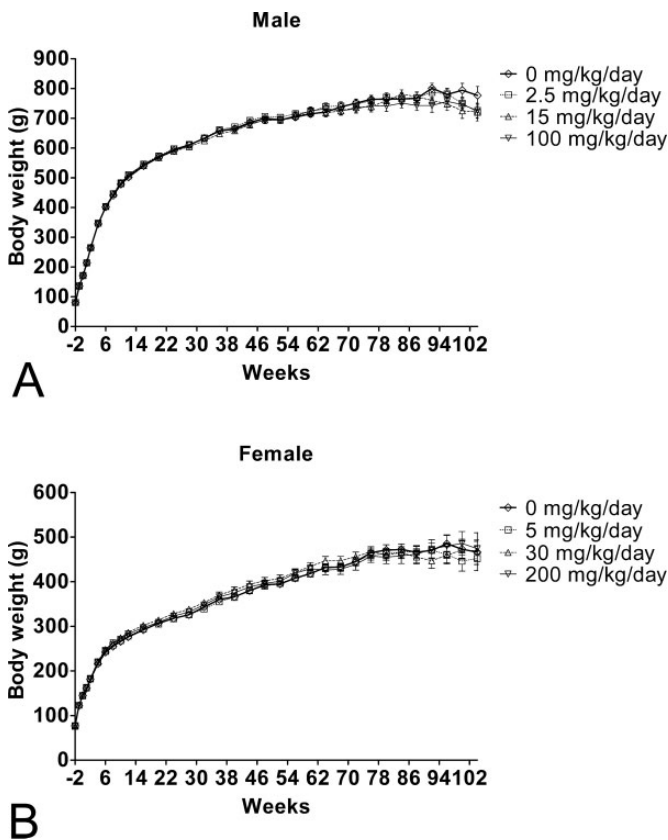 Male
900
800
700
600
500
400
300
200
100
0
Body weight (g)
-2 6 14 22 30 38 46 54 62 70 78 86 94 102
Weeks
0 mg/kg/day
2.5 mg/kg/day
15 mg/kg/day
100 mg/kg/day
A
Female
600
500
400
300
200
100
0
Body weight (g)
-2 6 14 22 30 38 46 54 62 70 78 86 94 102
Weeks
0 mg/kg/day
5 mg/kg/day
30 mg/kg/day
200 mg/kg/day
B